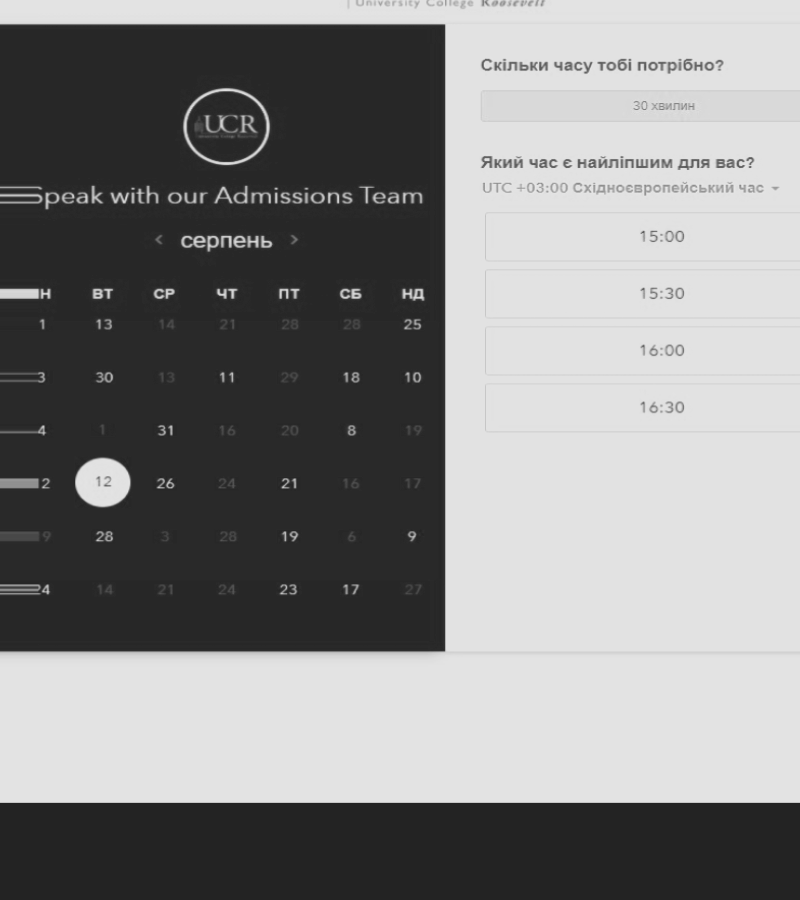 | University College Roosevelt
UCR
Speak with our Admissions Team
< серпень >
Н ВТ СР ЧТ ПТ СБ НД
1 13 14 21 28 28 25
3 30 13 11 29 18 10
4 1 31 16 20 8 19
2 12 26 24 21 16 17
9 28 3 28 19 6 9
4 14 21 24 23 17 27
Скільки часу тобі потрібно?
30 хвилин
Який час є найліпшим для вас?
UTC +03:00 Східноєвропейський час
15:00
15:30
16:00
16:30